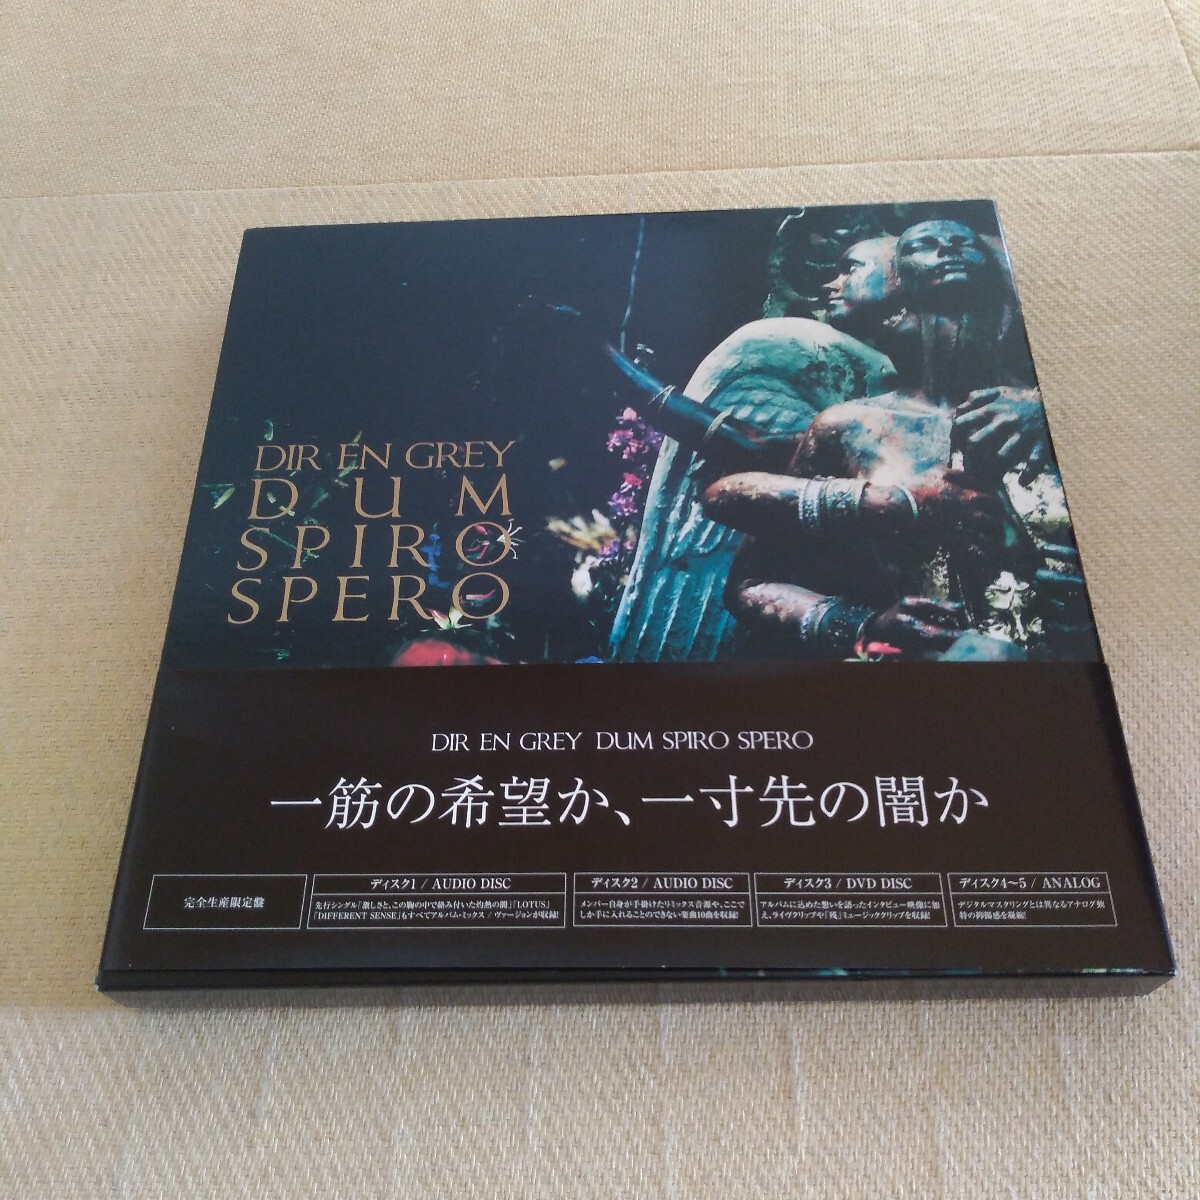 DIR EN GREY
DUM
SPIRO
SPERO
DIR EN GREY DUM SPIRO SPERO
一筋の希望か、一寸先の闇か
完全生産限定盤
ディスク1 / AUDIO DISC
先行シングル「激しさと、この胸の中で絡み付いた灼熱の闇」「LOTUS」
「DIFFERENT SENSE」もすべてアルバム・ミックス / ヴァージョンが収録!
ディスク2 / AUDIO DISC
メンバー自身が手掛けたリミックス音源や、ここで
しか手に入れることのできない楽曲10曲を収録!
ディスク3 / DVD DISC
アルバムに込めた想いを語ったインタビュー映像に加
え、ライヴクリップや「残」ミュージッククリップを収録!
ディスク4〜5 / ANALOG
デジタルマスタリングとは異なるアナログ独
特の御感を凝縮!